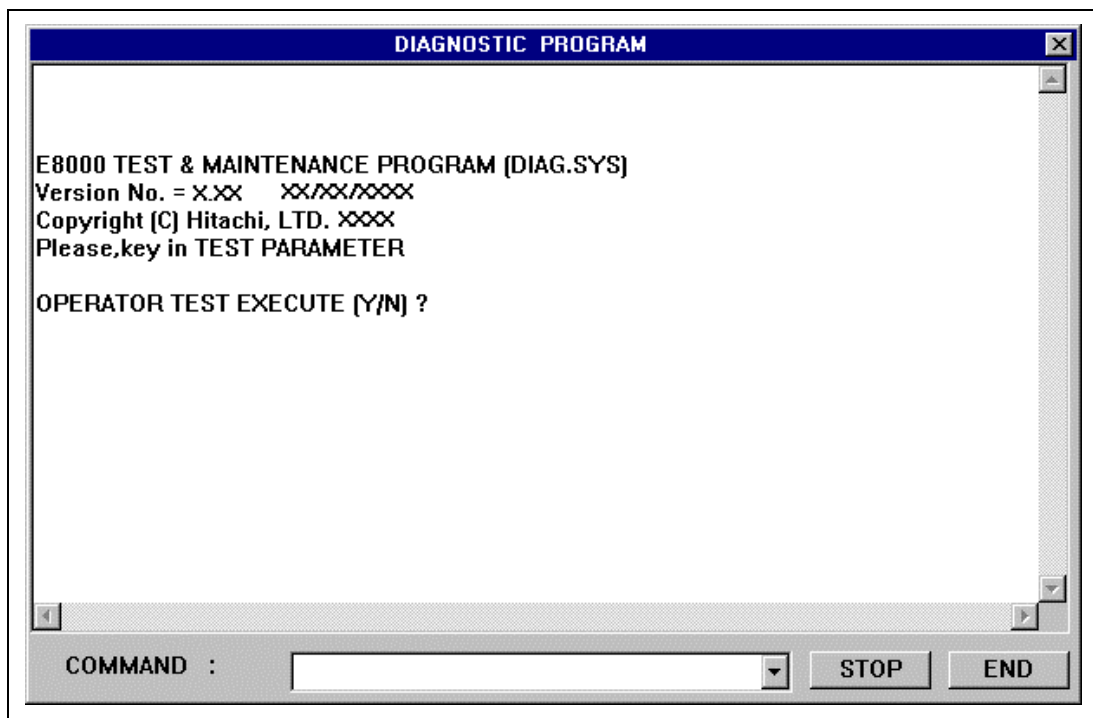 DIAGNOSTIC PROGRAM
E8000 TEST & MAINTENANCE PROGRAM (DIAG.SYS)
Version No. = X.XX XX/XX/XXXX
Copyright (C) Hitachi, LTD. XXXX
Please,key in TEST PARAMETER
OPERATOR TEST EXECUTE (Y/N) ?
COMMAND : STOP END